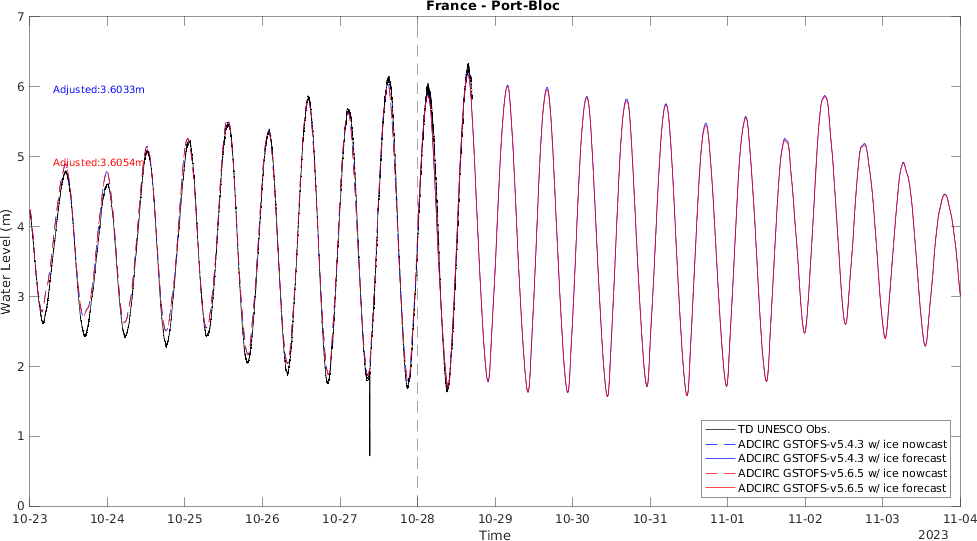 France - Port-Bloc
7
6
5
4
3
2
1
0
Water Level (m)
Adjusted:3.6033m
Adjusted:3.6054m
TD UNESCO Obs.
ADCIRC GSTOFS-v5.4.3 w/ ice nowcast
ADCIRC GSTOFS-v5.4.3 w/ ice forecast
ADCIRC GSTOFS-v5.6.5 w/ ice nowcast
ADCIRC GSTOFS-v5.6.5 w/ ice forecast
10-23 10-24 10-25 10-26 10-27 10-28 10-29 10-30 10-31 11-01 11-02 11-03 11-04
Time
2023